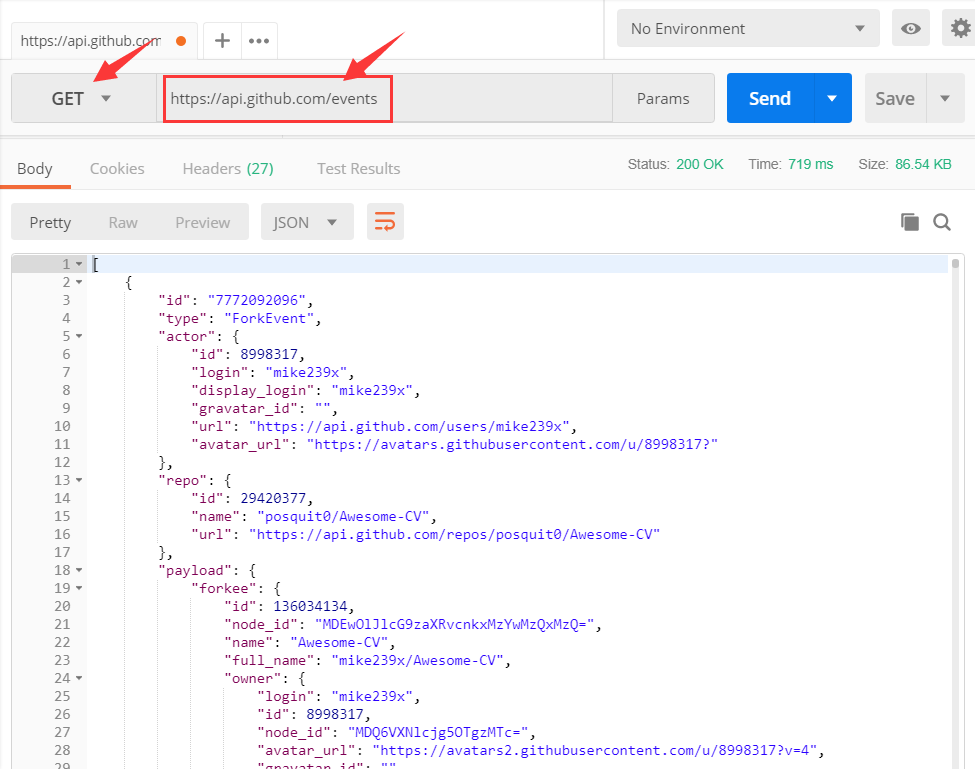 https://api.github.com
No Environment
GET https://api.github.com/events Params Send Save
Body Cookies Headers (27) Test Results Status: 200 OK Time: 719 ms Size: 86.54 KB
Pretty Raw Preview JSON
1 [
2 {
3 "id": "7772092096",
4 "type": "ForkEvent",
5 "actor": {
6 "id": 8998317,
7 "login": "mike239x",
8 "display_login": "mike239x",
9 "gravatar_id": "",
10 "url": "https://api.github.com/users/mike239x",
11 "avatar_url": "https://avatars.githubusercontent.com/u/8998317?"
12 },
13 "repo": {
14 "id": 29420377,
15 "name": "posquit0/Awesome-CV",
16 "url": "https://api.github.com/repos/posquit0/Awesome-CV"
17 },
18 "payload": {
19 "forkee": {
20 "id": 136034134,
21 "node_id": "MDEwOlJlcG9zaXRvcnkxMzYwMzQxMzQ=",
22 "name": "Awesome-CV",
23 "full_name": "mike239x/Awesome-CV",
24 "owner": {
25 "login": "mike239x",
26 "id": 8998317,
27 "node_id": "MDQ6VXNlcjg5OTgzMTc=",
28 "avatar_url": "https://avatars2.githubusercontent.com/u/8998317?v=4",
29 "gravatar_id": ""